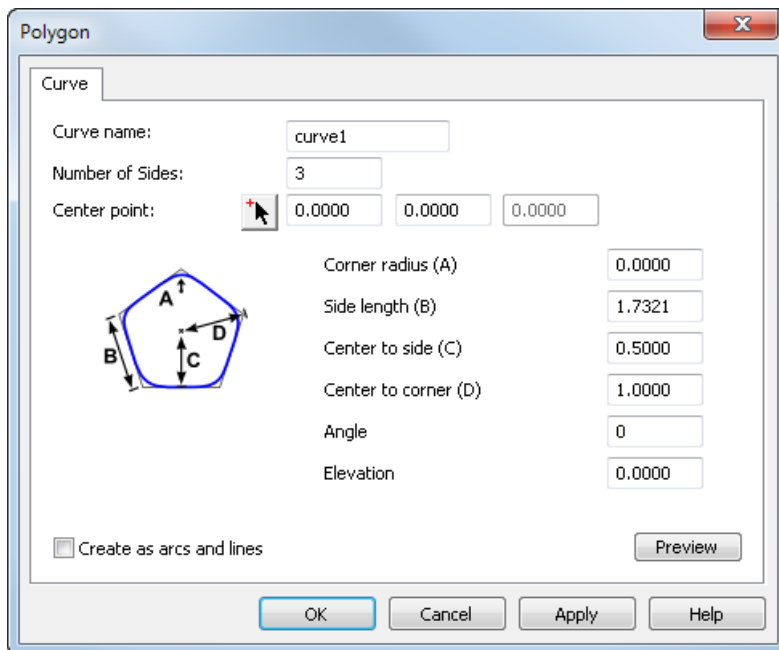 Polygon
Curve
Curve name: curve1
Number of Sides: 3
Center point: 0.0000 0.0000 0.0000
A
B
C
D
Corner radius (A) 0.0000
Side length (B) 1.7321
Center to side (C) 0.5000
Center to corner (D) 1.0000
Angle 0
Elevation 0.0000
Create as arcs and lines
Preview
OK Cancel Apply Help